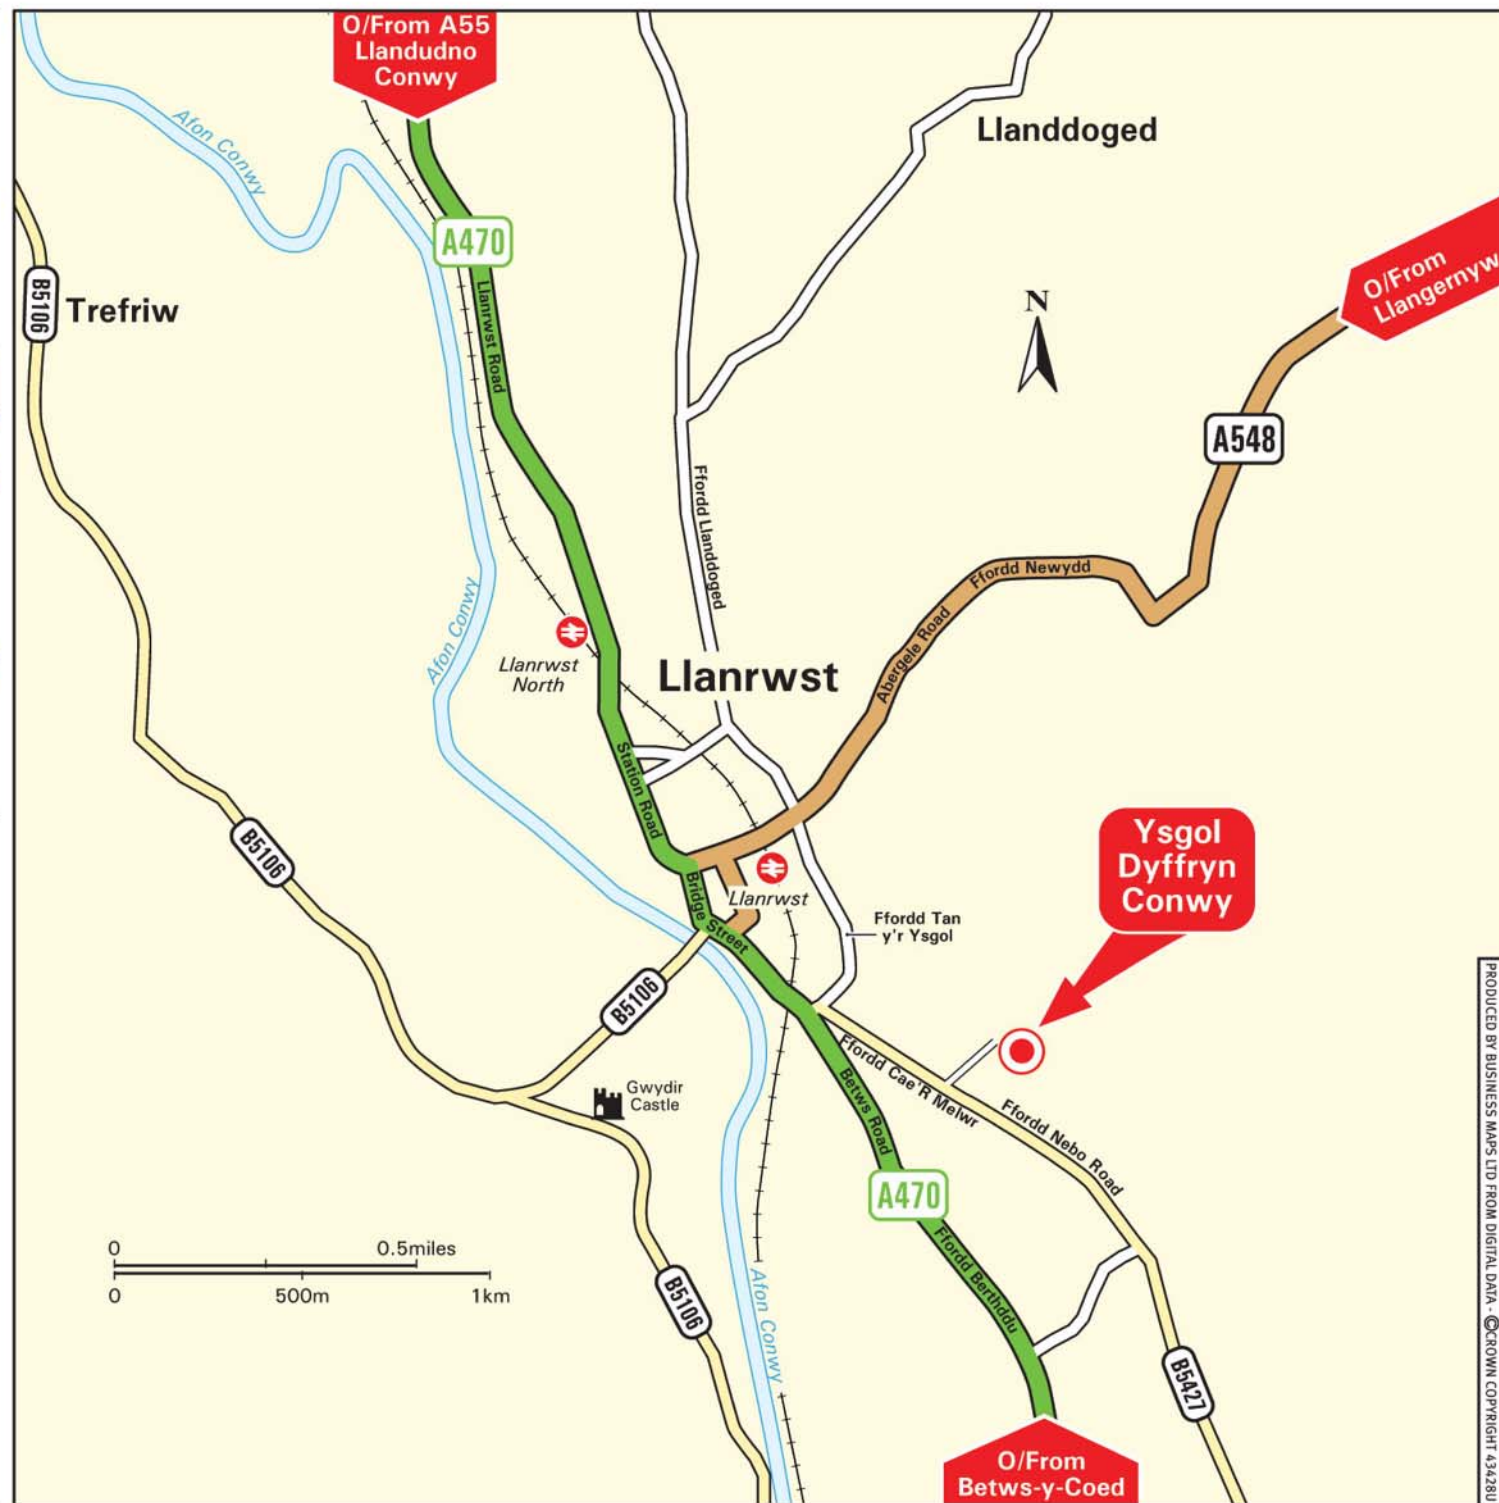 O/From A55
Llandudno
Conwy
Afon Conwy
Llanddoged
A470
O/From
Llangernyw
B5106
Trefriw
Llanrwst Road
N
A548
Ffordd Llanddoged
Ffordd Newydd
Afon Conwy
Abergele Road
Llanrwst
North
Llanrwst
Station Road
Ysgol
Dyffryn
Conwy
B5106
Bridge Street
Llanrwst
Ffordd Tan
y'r Ysgol
B5106
Ffordd Cae'R Melwr
Betws Road
Gwydir
Castle
Ffordd Nebo Road
A470
Ffordd Berthddu
0 0.5miles
0 500m 1km
B5106
Afon Conwy
B5427
O/From
Betws-y-Coed
PRODUCED BY BUSINESS MAPS LTD FROM DIGITAL DATA - ©CROWN COPYRIGHT 43428U